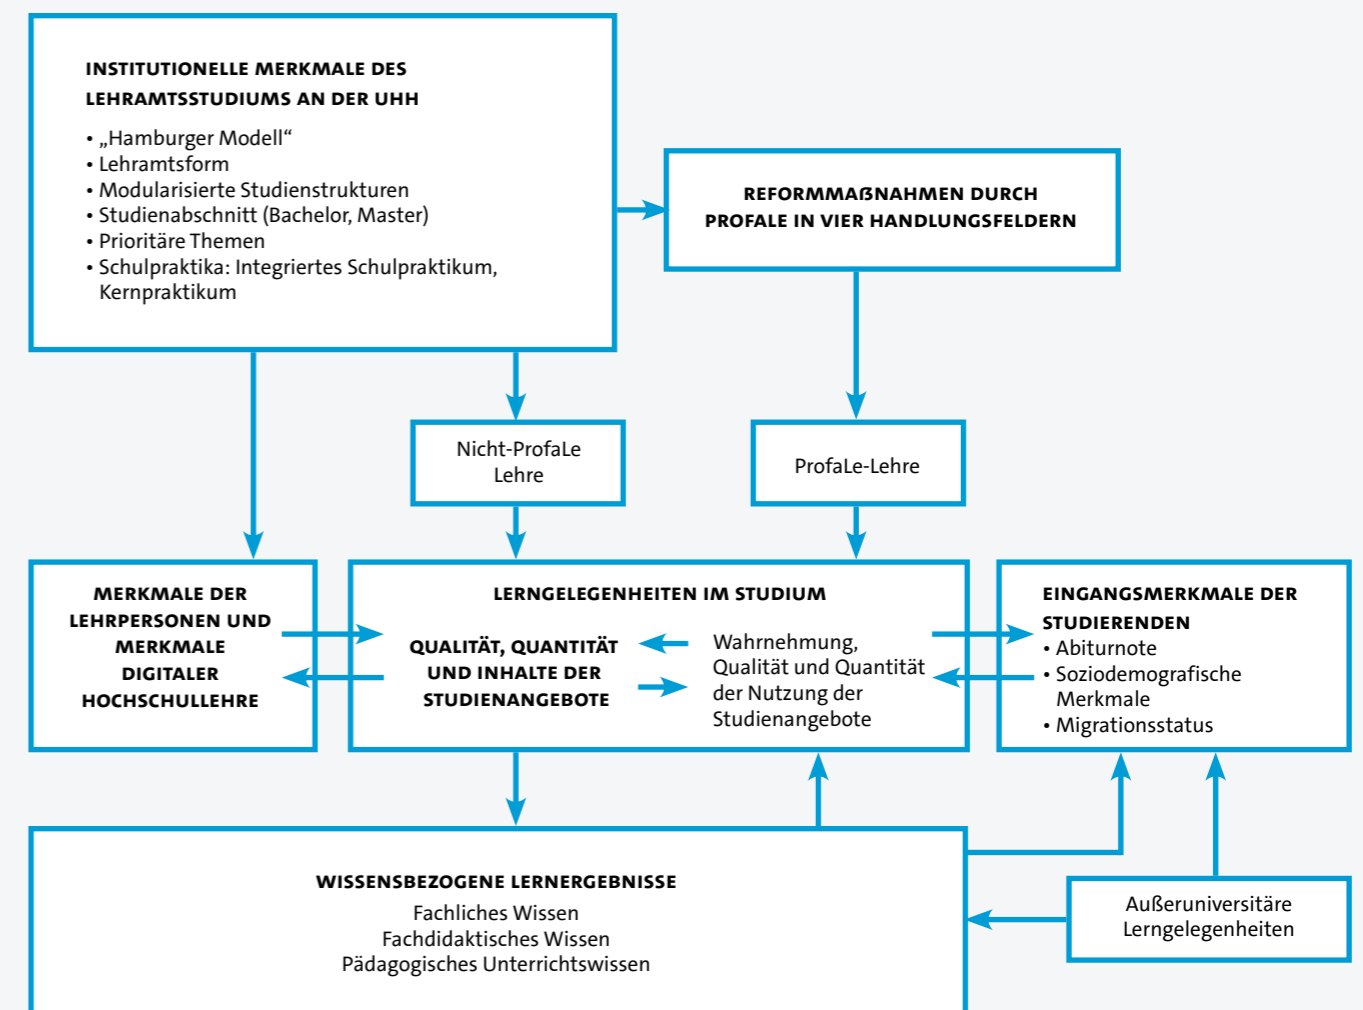 INSTITUTIONELLE MERKMALE DES
LEHRAMTSSTUDIUMS AN DER UHH
• „Hamburger Modell“
• Lehramtsform
• Modularisierte Studienstrukturen
• Studienabschnitt (Bachelor, Master)
• Prioritäre Themen
• Schulpraktika: Integriertes Schulpraktikum,
Kernpraktikum
REFORMMAẞNAHMEN DURCH
PROFALE IN VIER HANDLUNGSFELDERN
Nicht-ProfaLe
Lehre
ProfaLe-Lehre
MERKMALE DER
LEHRPERSONEN UND
MERKMALE
DIGITALER
HOCHSCHULLEHRE
LERNGELEGENHEITEN IM STUDIUM
QUALITÄT, QUANTITÄT
UND INHALTE DER
STUDIENANGEBOTE
Wahrnehmung,
Qualität und Quantität
der Nutzung der
Studienangebote
EINGANGSMERKMALE DER
STUDIERENDEN
• Abiturnote
• Soziodemografische
Merkmale
• Migrationsstatus
WISSENSBEZOGENE LERNERGEBNISSE
Fachliches Wissen
Fachdidaktisches Wissen
Pädagogisches Unterrichtswissen
Außeruniversitäre
Lerngelegenheiten